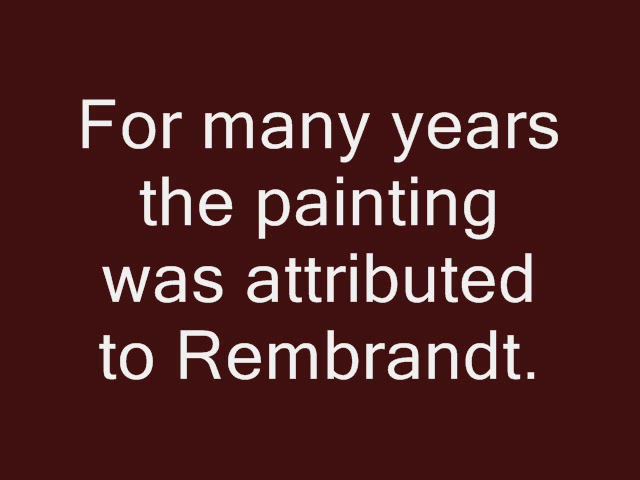 For many years
the painting
was attributed
to Rembrandt.